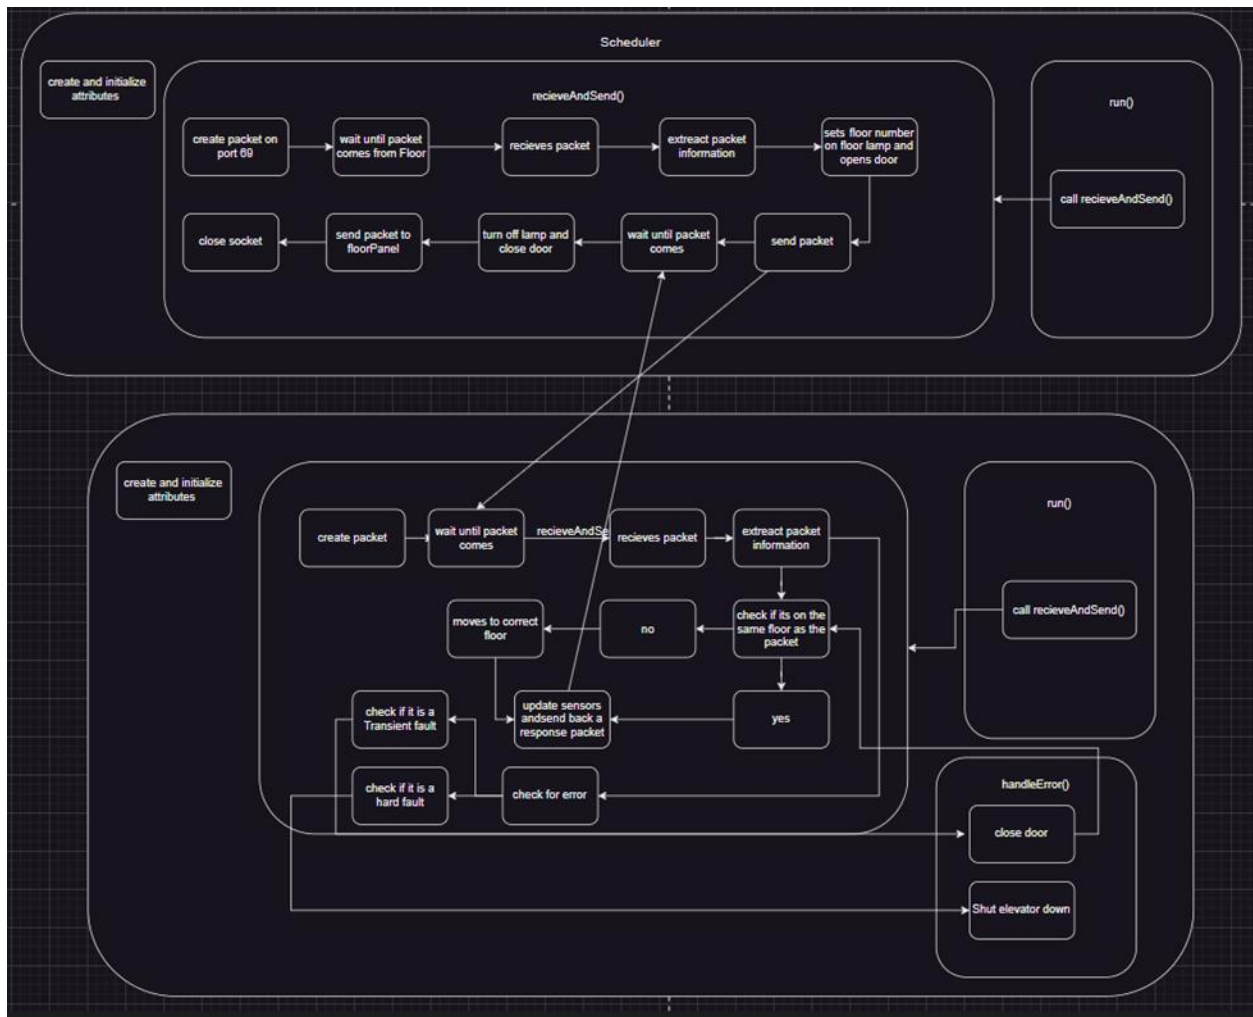 Scheduler
create and initialize
attributes
recieveAndSend()
run()
create packet on
port 69
wait until packet
comes from Floor
recieves packet
extreact packet
information
sets floor number
on floor lamp and
opens door
call recieveAndSend()
close socket
send packet to
floorPanel
turn off lamp and
close door
wait until packet
comes
send packet
create and initialize
attributes
run()
create packet
wait until packet
comes
recieveAndSe
recieves packet
extreact packet
information
call recieveAndSend()
moves to correct
floor
no
check if its on the
same floor as the
packet
check if it is a
Transient fault
update sensors
andsend back a
response packet
yes
check if it is a
hard fault
check for error
handleError()
close door
Shut elevator down